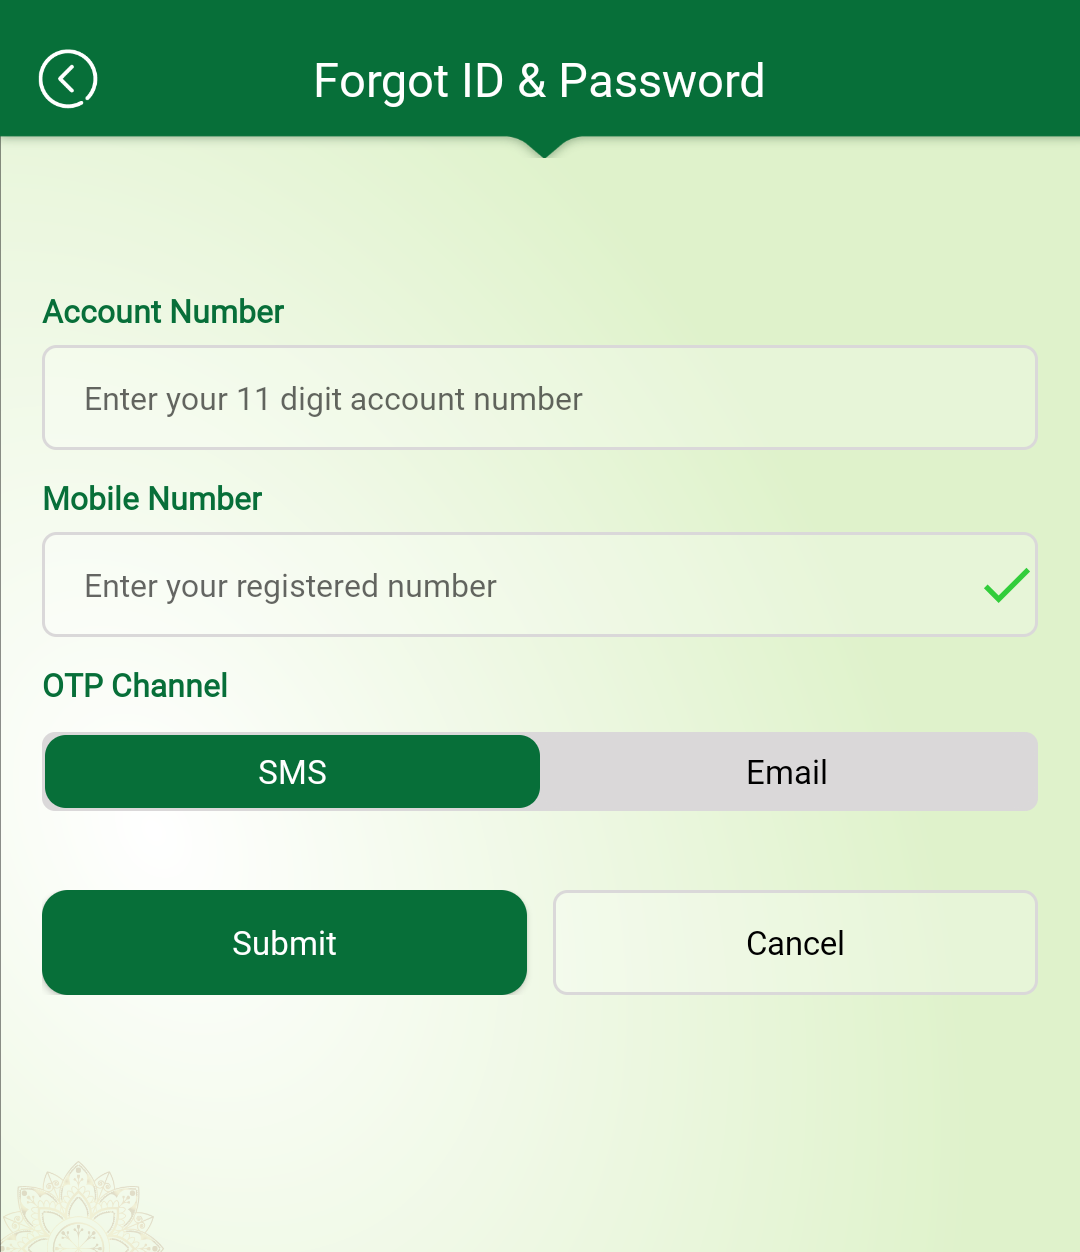 Forgot ID & Password
Account Number
Enter your 11 digit account number
Mobile Number
Enter your registered number
OTP Channel
SMS
Email
Submit
Cancel